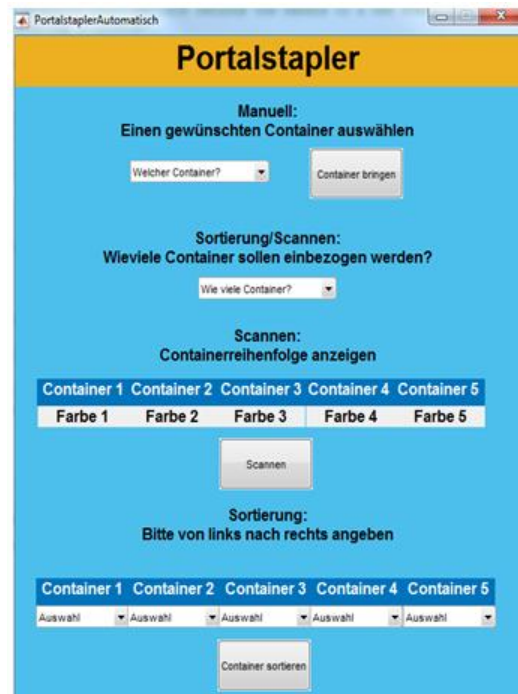 PortalstaplerAutomatisch
Portalstapler
Manuell:
Einen gewünschten Container auswählen
Welcher Container?
Container bringen
Sortierung/Scannen:
Wieviele Container sollen einbezogen werden?
Wie viele Container?
Scannen:
Containerreihenfolge anzeigen
Container 1 Container 2 Container 3 Container 4 Container 5
Farbe 1 Farbe 2 Farbe 3 Farbe 4 Farbe 5
Scannen
Sortierung:
Bitte von links nach rechts angeben
Container 1 Container 2 Container 3 Container 4 Container 5
Auswahl Auswahl Auswahl Auswahl Auswahl
Container sortieren